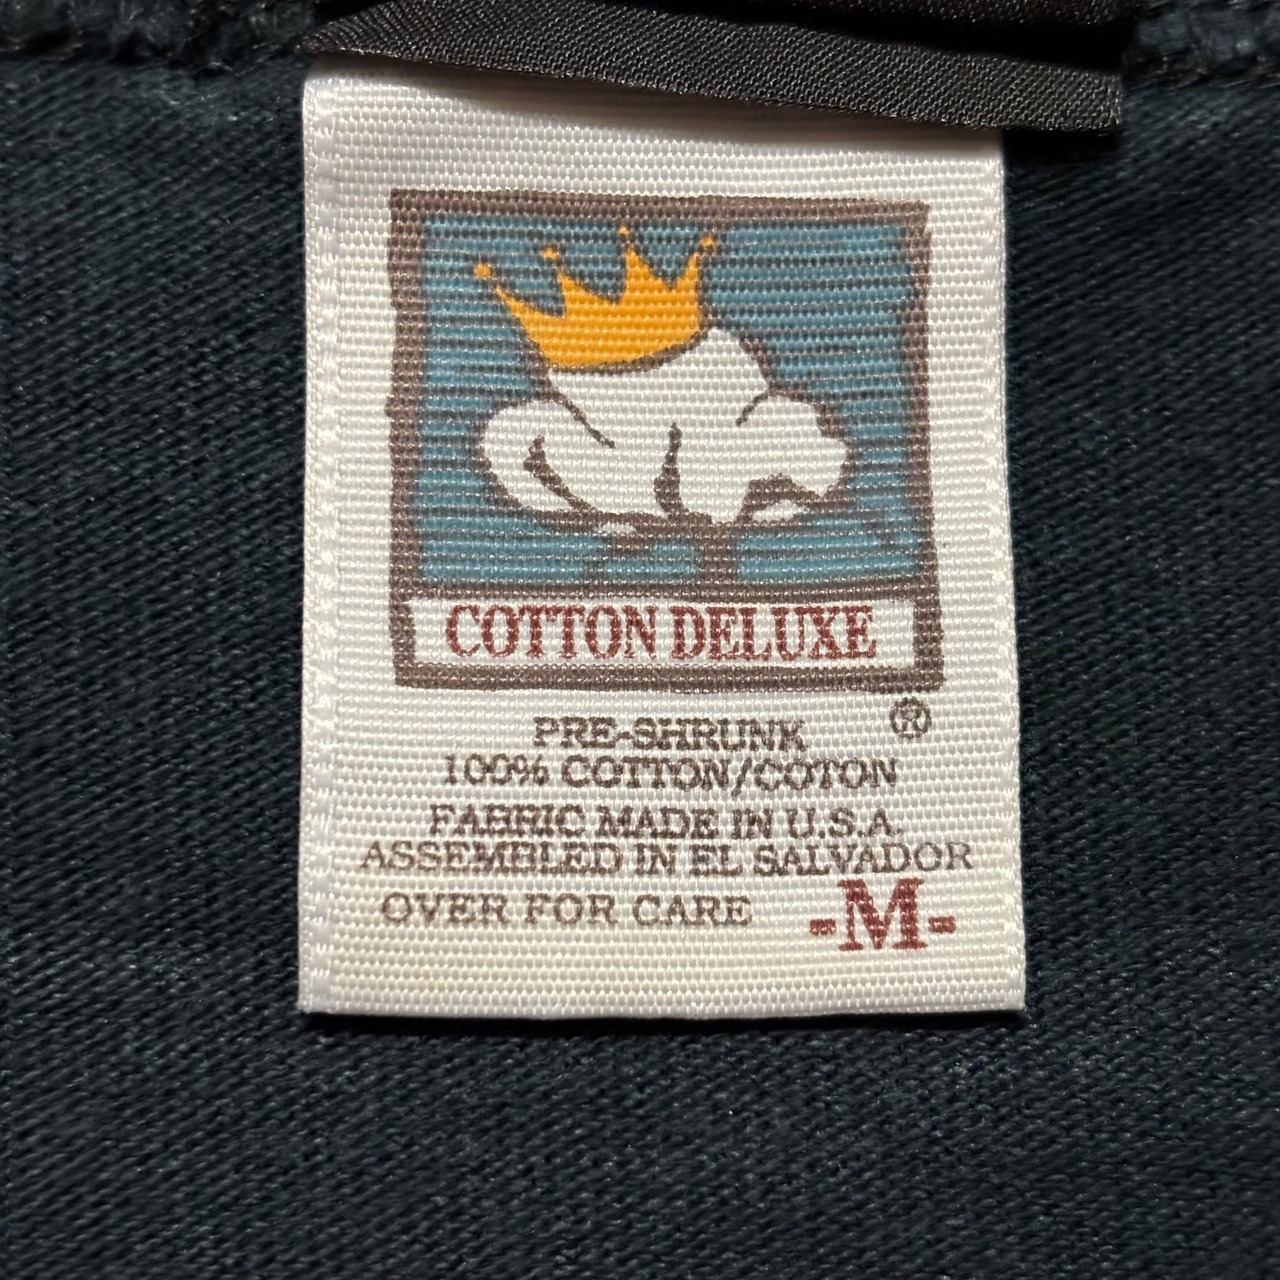 COTTON DELUXE
®
PRE-SHRUNK
100% COTTON/COTON
FABRIC MADE IN U.S.A.
ASSEMBLED IN EL SALVADOR
OVER FOR CARE -M-